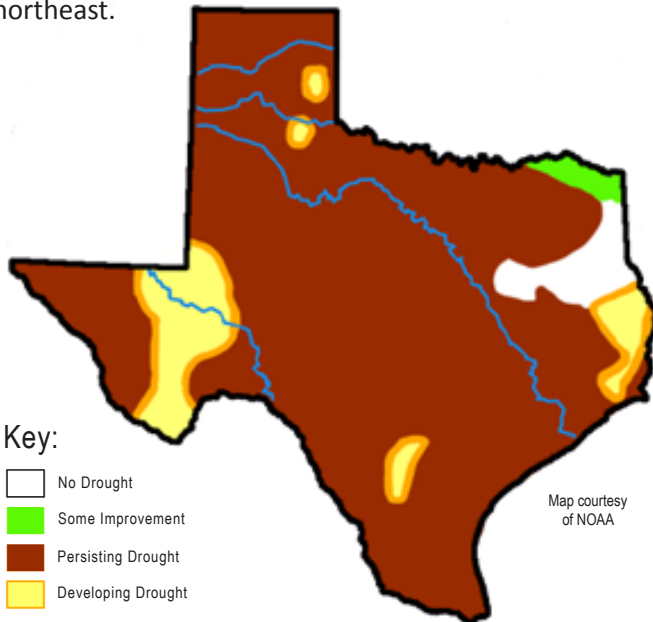 northeast.
Key:
No Drought
Some Improvement
Persisting Drought
Developing Drought
Map courtesy
of NOAA